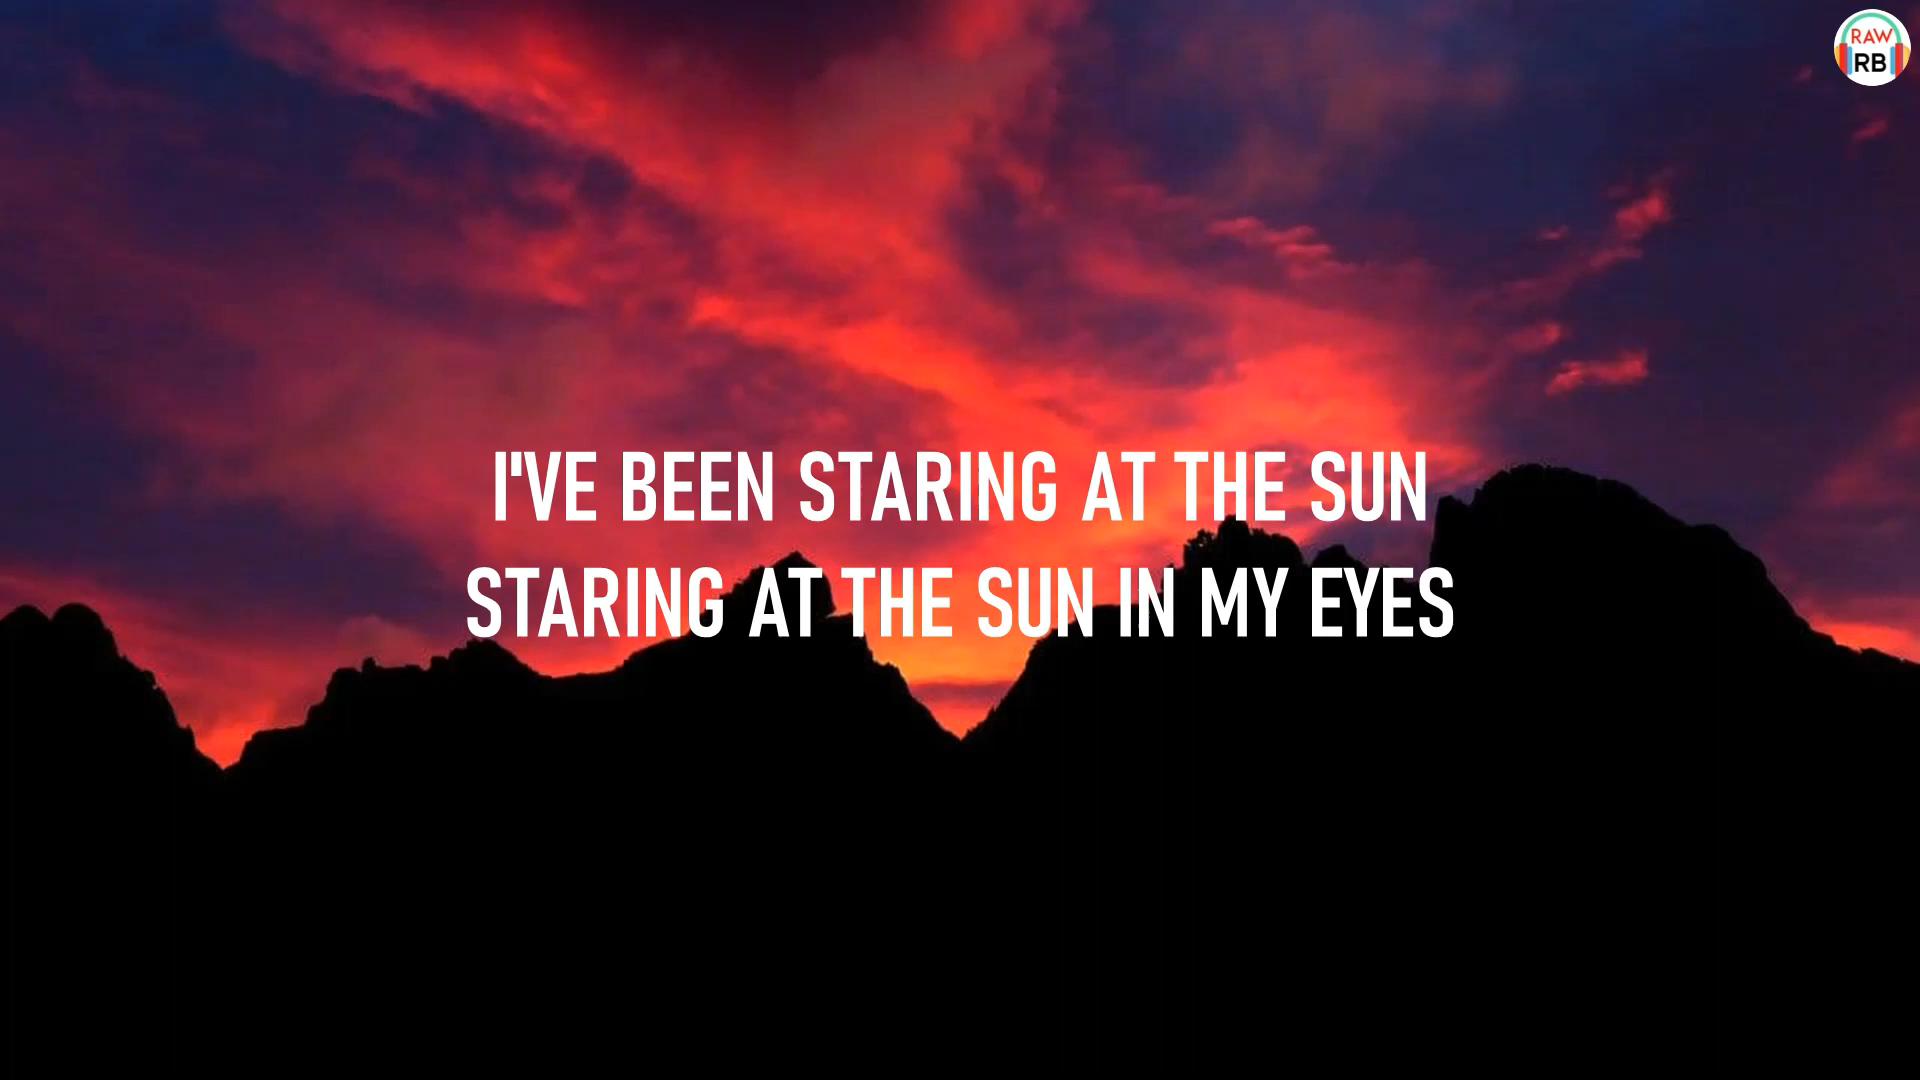 RAW
RB
I'VE BEEN STARING AT THE SUN
STARING AT THE SUN IN MY EYES